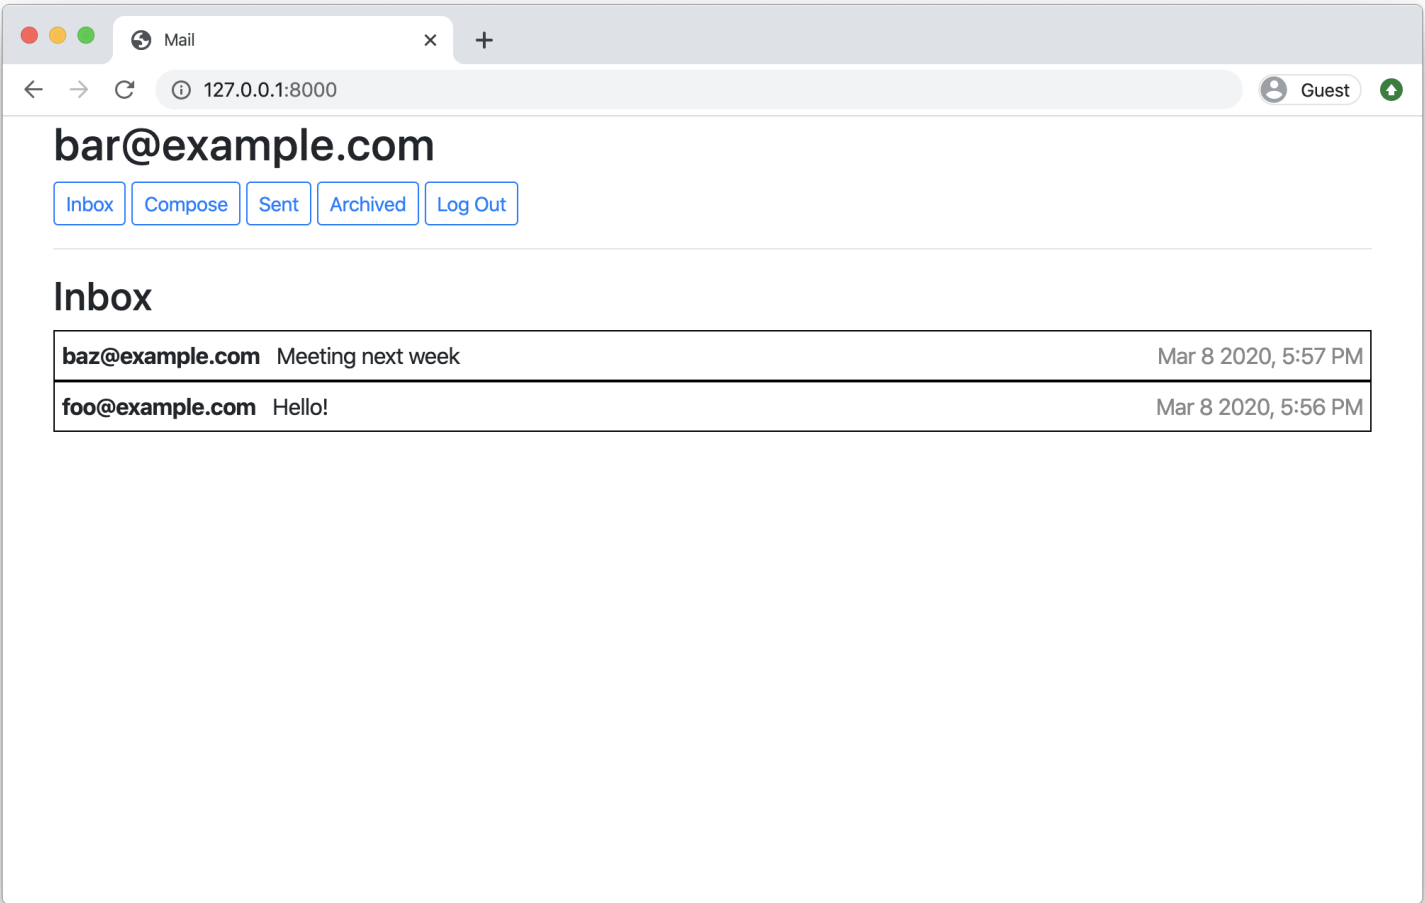 Mail
127.0.0.1:8000 Guest
bar@example.com
Inbox Compose Sent Archived Log Out
Inbox
baz@example.com Meeting next week Mar 8 2020, 5:57 PM
foo@example.com Hello! Mar 8 2020, 5:56 PM